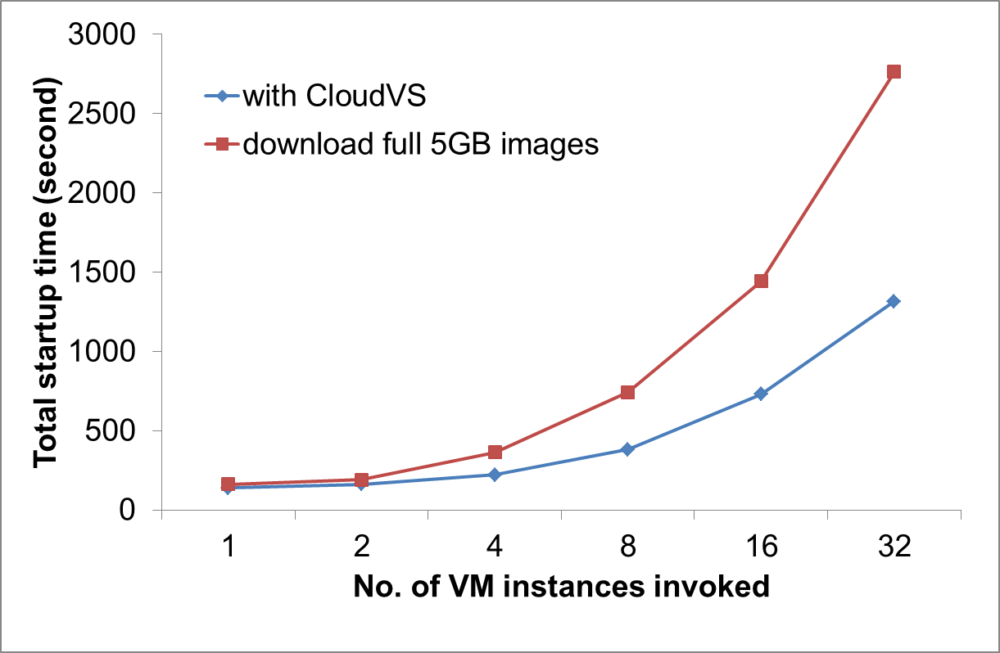 3000
2500
2000
1500
1000
500
0
Total startup time (second)
with CloudVS
download full 5GB images
1 2 4 8 16 32
No. of VM instances invoked